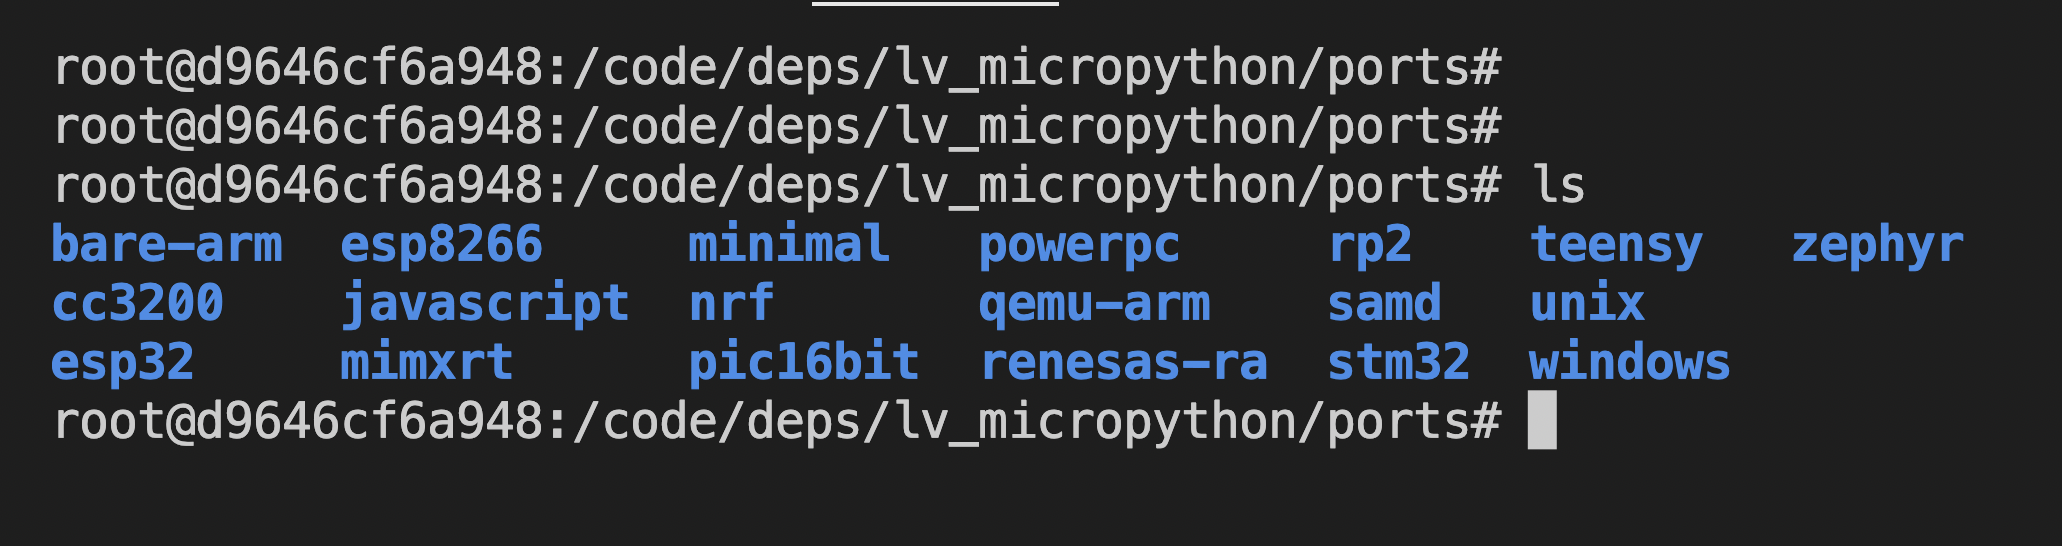 root@d9646cf6a948:/code/deps/lv_micropython/ports#
root@d9646cf6a948:/code/deps/lv_micropython/ports#
root@d9646cf6a948:/code/deps/lv_micropython/ports# ls
bare-arm  esp8266     minimal   powerpc     rp2    teensy   zephyr
cc3200    javascript  nrf       qemu-arm    samd   unix
esp32     mimxrt      pic16bit  renesas-ra  stm32  windows
root@d9646cf6a948:/code/deps/lv_micropython/ports#